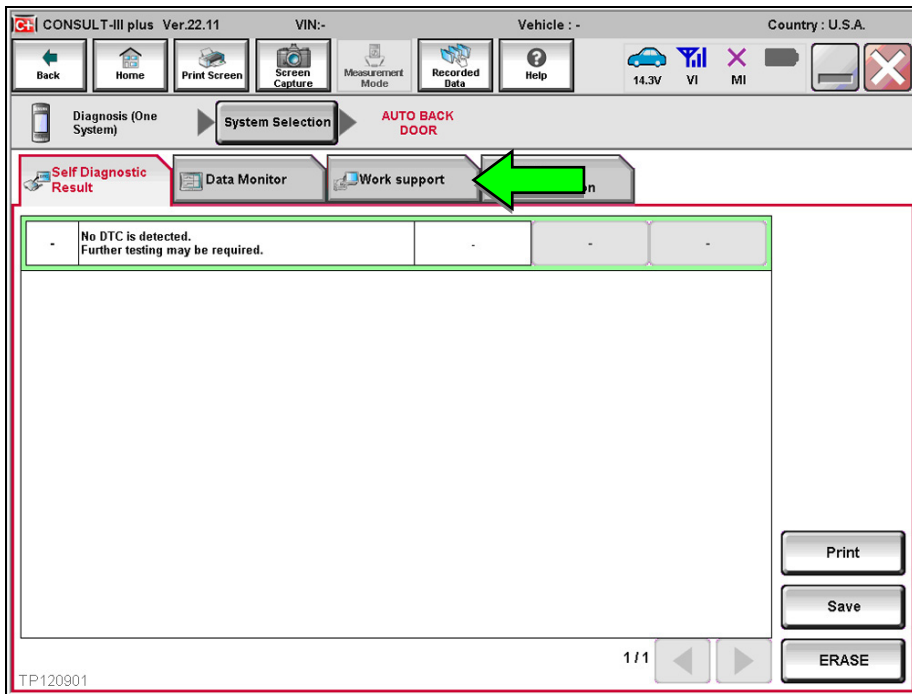 C+ CONSULT-III plus Ver.22.11 VIN:- Vehicle : - Country : U.S.A.
Back Home Print Screen Screen Capture Measurement Mode Recorded Data Help 14.3V VI MI
Diagnosis (One System) System Selection AUTO BACK DOOR
Self Diagnostic Result Data Monitor Work support
- No DTC is detected. - - -
Further testing may be required.
Print
Save
1/1 ERASE
TP120901